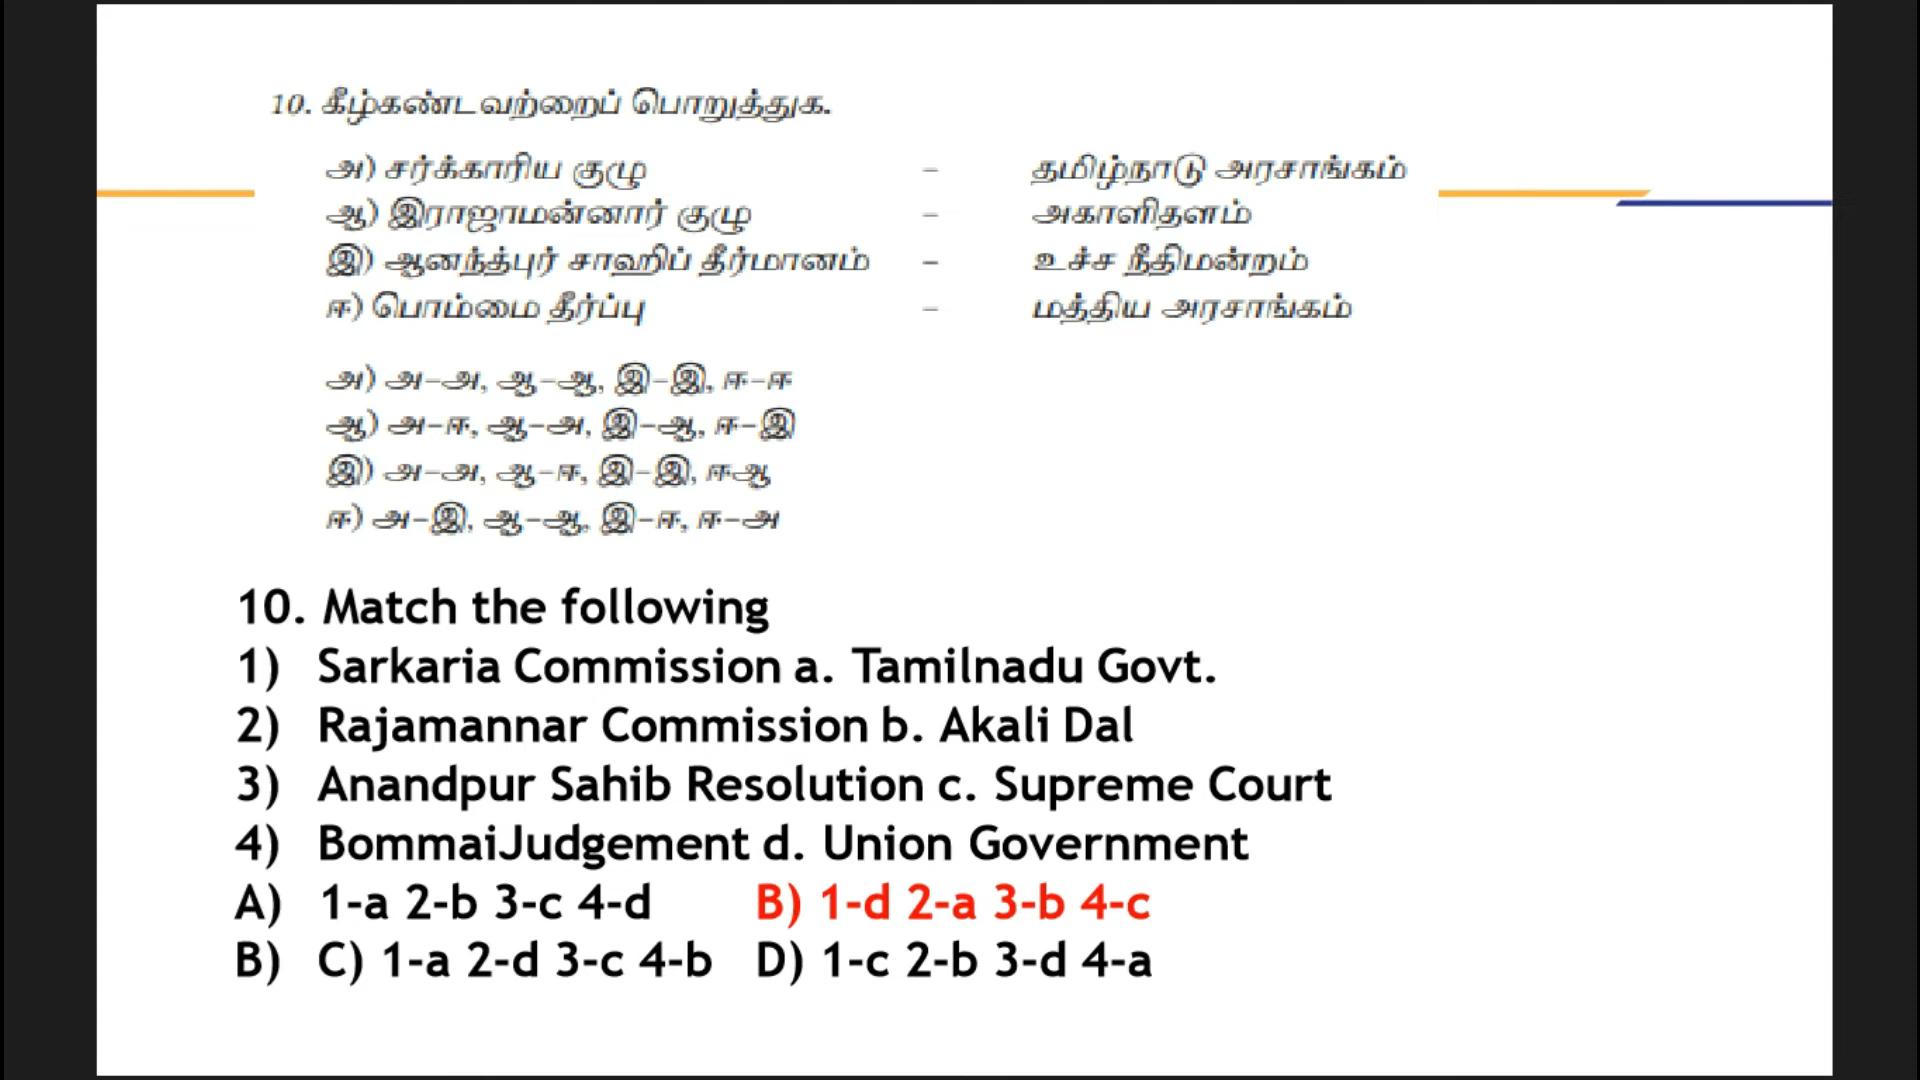 10. கீழ்கண்டவற்றைப் பொறுத்துக.
அ) சர்க்காரிய குழு – தமிழ்நாடு அரசாங்கம்
ஆ) இராஜாமன்னார் குழு – அகாளிதளம்
இ) ஆனந்த்புர் சாஹிப் தீர்மானம் – உச்ச நீதிமன்றம்
ஈ) பொம்மை தீர்ப்பு – மத்திய அரசாங்கம்
அ) அ–அ, ஆ–ஆ, இ–இ, ஈ–ஈ
ஆ) அ–ஈ, ஆ–அ, இ–ஆ, ஈ–இ
இ) அ–அ, ஆ–ஈ, இ–இ, ஈஆ
ஈ) அ–இ, ஆ–ஆ, இ–ஈ, ஈ–அ
10. Match the following
1) Sarkaria Commission a. Tamilnadu Govt.
2) Rajamannar Commission b. Akali Dal
3) Anandpur Sahib Resolution c. Supreme Court
4) BommaiJudgement d. Union Government
A) 1-a 2-b 3-c 4-d B) 1-d 2-a 3-b 4-c
B) C) 1-a 2-d 3-c 4-b D) 1-c 2-b 3-d 4-a